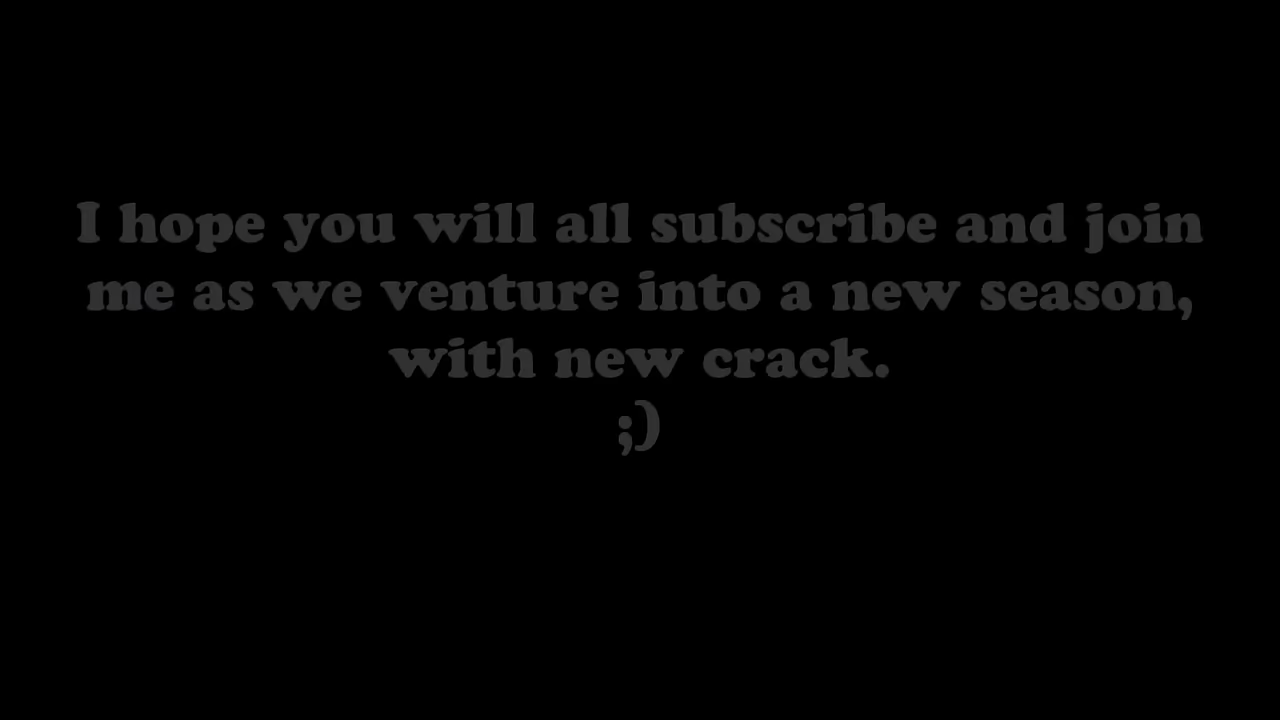 I hope you will all subscribe and join
me as we venture into a new season,
with new crack.
;)